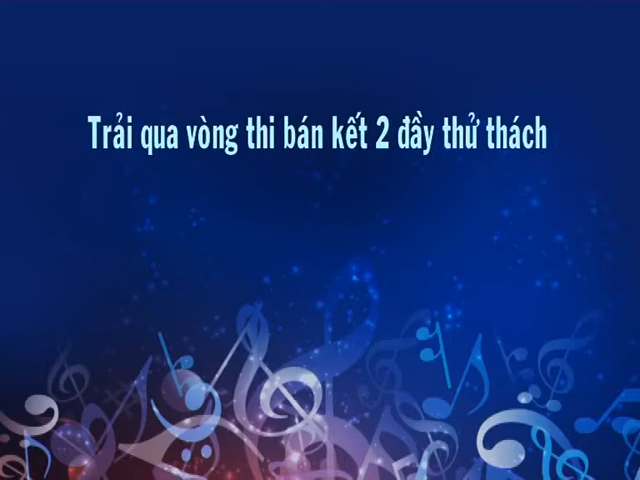 Trải qua vòng thi bán kết 2 đầy thử thách